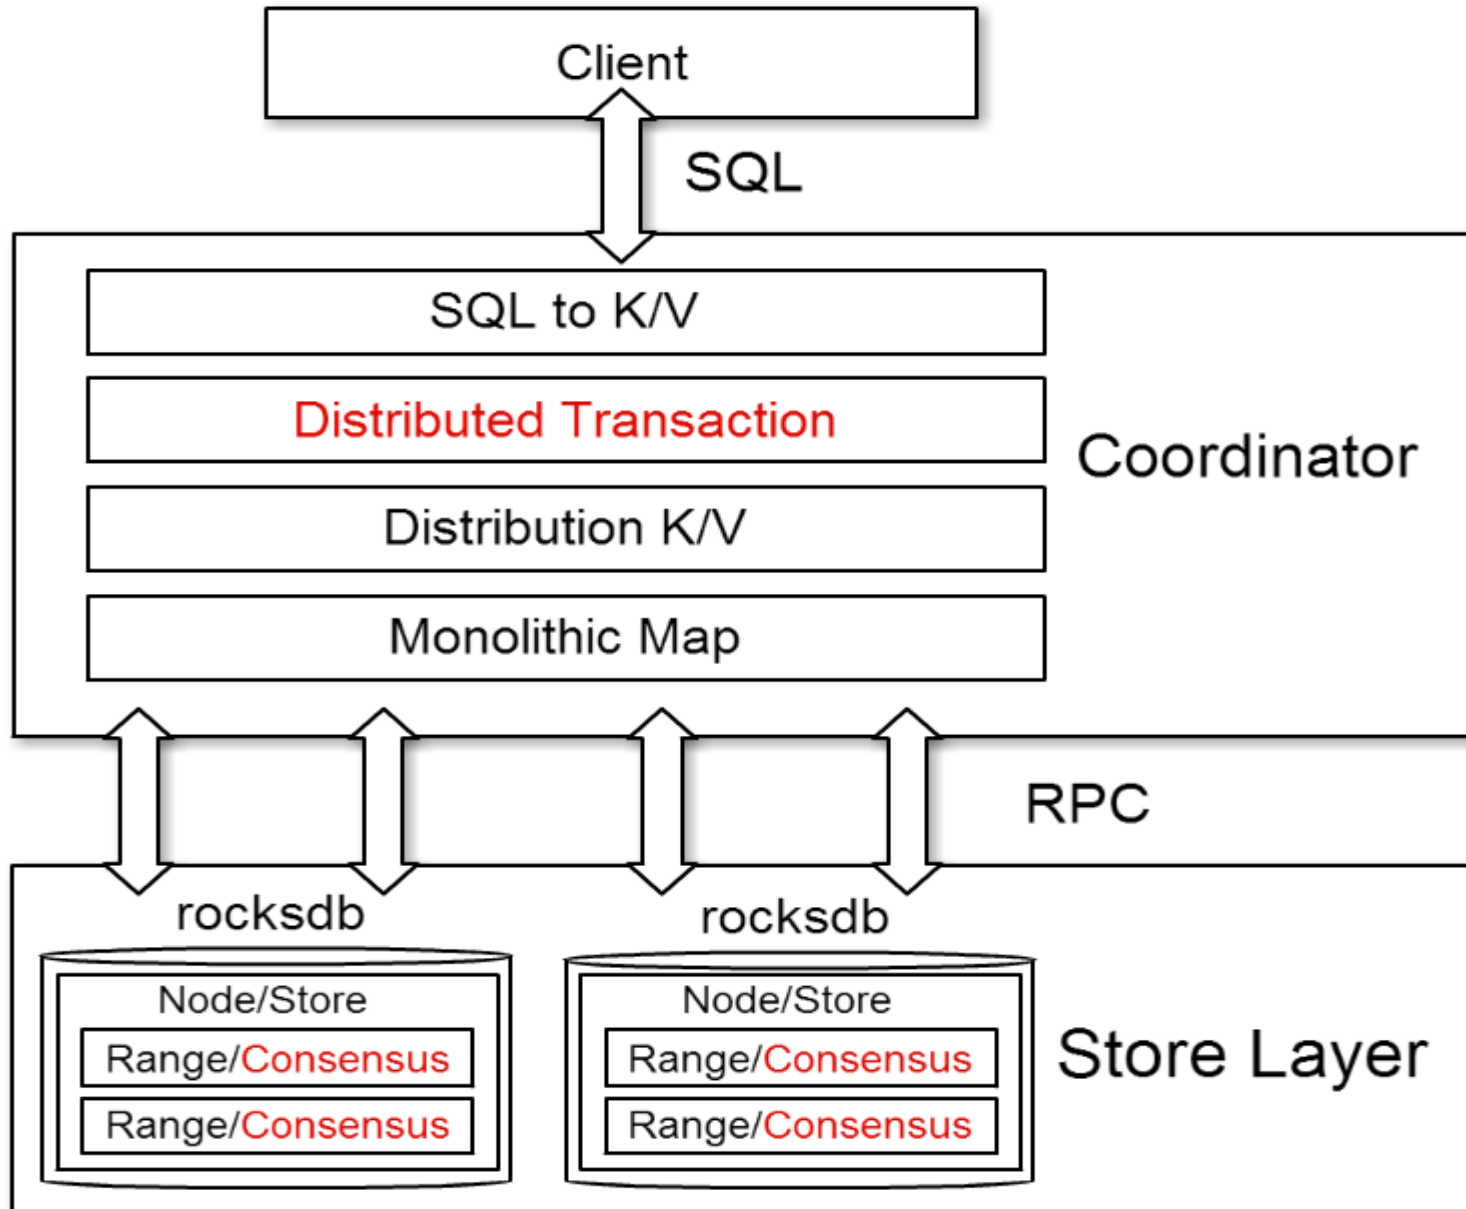 Client
SQL
SQL to K/V
Distributed Transaction
Coordinator
Distribution K/V
Monolithic Map
RPC
rocksdb
rocksdb
Node/Store
Range/Consensus
Range/Consensus
Node/Store
Range/Consensus
Range/Consensus
Store Layer